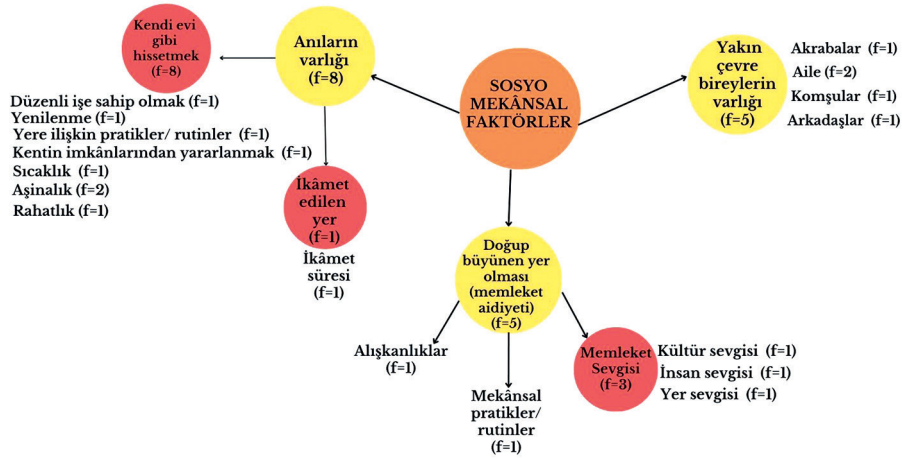 Kendi evi
gibi
hissetmek
(f=8)
Düzenli işe sahip olmak (f=1)
Yenilenme (f=1)
Yere ilişkin pratikler/ rutinler (f=1)
Kentin imkânlarından yararlanmak (f=1)
Sıcaklık (f=1)
Aşinalık (f=2)
Rahatlık (f=1)
Anıların
varlığı
(f=8)
İkâmet
edilen
yer
(f=1)
İkâmet
süresi
(f=1)
SOSYO
MEKÂNSAL
FAKTÖRLER
Yakın
çevre
bireylerin
varlığı
(f=5)
Akrabalar (f=1)
Aile (f=2)
Komşular (f=1)
Arkadaşlar (f=1)
Doğup
büyünen yer
olması
(memleket
aidiyeti)
(f=5)
Alışkanlıklar
(f=1)
Mekânsal
pratikler/
rutinler
(f=1)
Memleket
Sevgisi
(f=3)
Kültür sevgisi (f=1)
İnsan sevgisi (f=1)
Yer sevgisi (f=1)